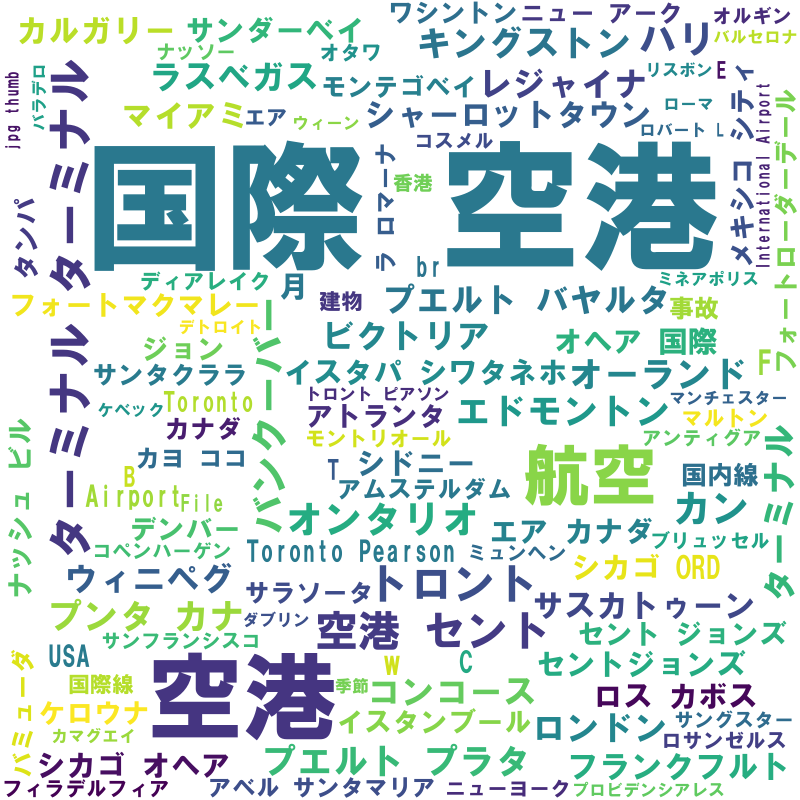 カルガリー
サンダーベイ
ワシントン
ニュー アーク
オルギン
バルセロナ
ナッソー
オタワ
キングストン
ハリ
jpg thumb
バラデロ
ラスベガス
モンテゴベイ
レジャイナ
リスボン
E
マイアミ
エア
ウィーン
シャーロットタウン
ローマ
コスメル
ロバート L
ターミナル ターミナル
国際 空港
タンパ
ラ ロマーナ
香港
メキシコ シティ
International Airport
フォートローダーデール
br
ディアレイク
月
建物
プエルト バヤルタ
ミネアポリス
事故
フォートマクマレー
デトロイト
バンクーバー
ビクトリア
オヘア 国際
ジョン
サンタクララ
イスタパ シワタネホ
オーランド
F
ケベック
Toronto
トロント ピアソン
マンチェスター
アトランタ
エドモントン
マルトン
カナダ
モントリオール
アンティグア
ナッシュ ビル
カヨ ココ
T
シドニー
航空
国内線
ターミナル
B
Airport
File
アムステルダム
カン
デンバー
オンタリオ
エア カナダ
ブリュッセル
コペンハーゲン
Toronto Pearson
ミュンヘン
ウィニペグ
サラソータ
トロント
シカゴ ORD
プンタ カナ
ダブリン
空港 セント
サスカトゥーン
サンフランシスコ
セント ジョンズ
USA
空港
w
C
セントジョンズ
バミューダ
国際線
季節
コンコース
ロス カボス
ケロウナ
イスタンブール
ロンドン
サングスター
カマグエイ
ロサンゼルス
シカゴ オヘア
プエルト プラタ
フランクフルト
フィラデルフィア
アベル サンタマリア
ニューヨーク
プロビデンシアレス